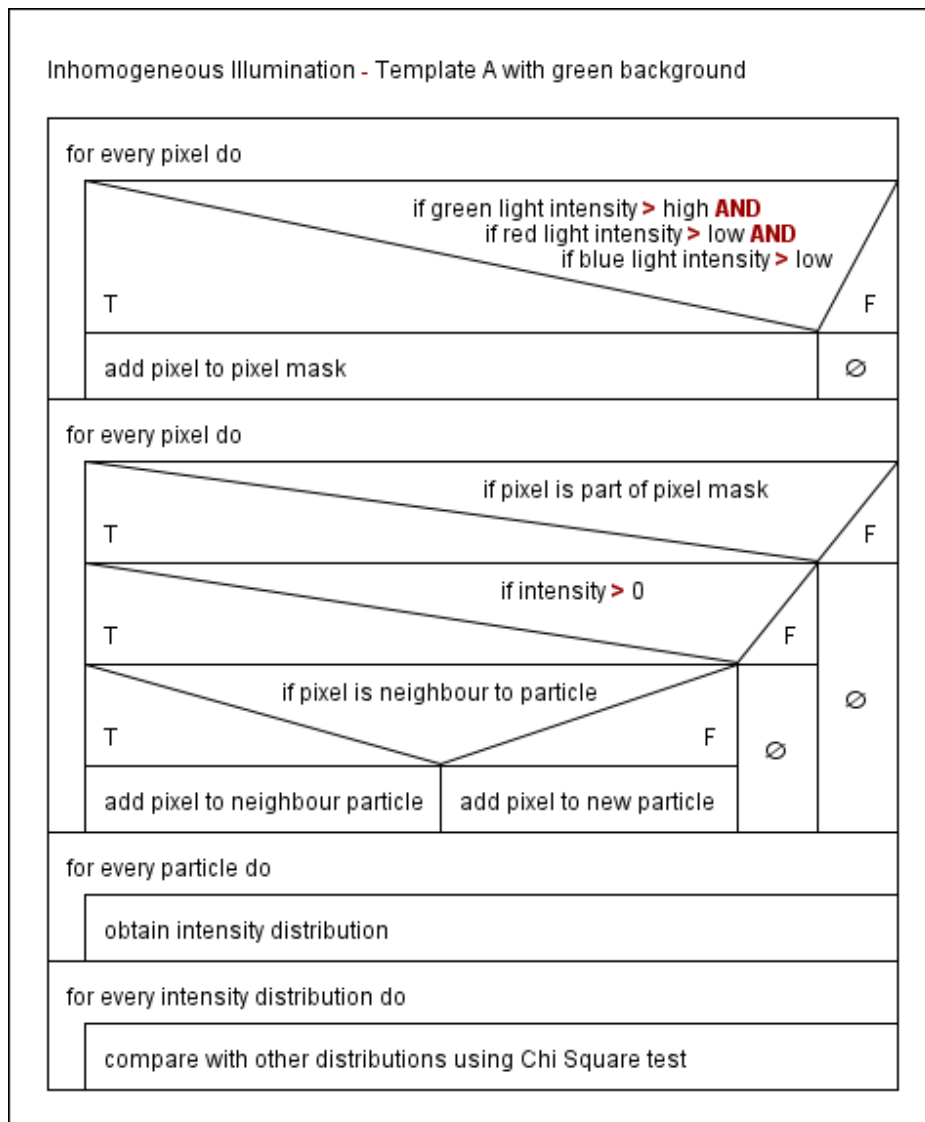 Inhomogeneous Illumination - Template A with green background
for every pixel do
if green light intensity > high AND
if red light intensity > low AND
if blue light intensity > low
T
F
add pixel to pixel mask
∅
for every pixel do
if pixel is part of pixel mask
T
F
if intensity > 0
T
F
if pixel is neighbour to particle
∅
T
F
∅
add pixel to neighbour particle
add pixel to new particle
for every particle do
obtain intensity distribution
for every intensity distribution do
compare with other distributions using Chi Square test